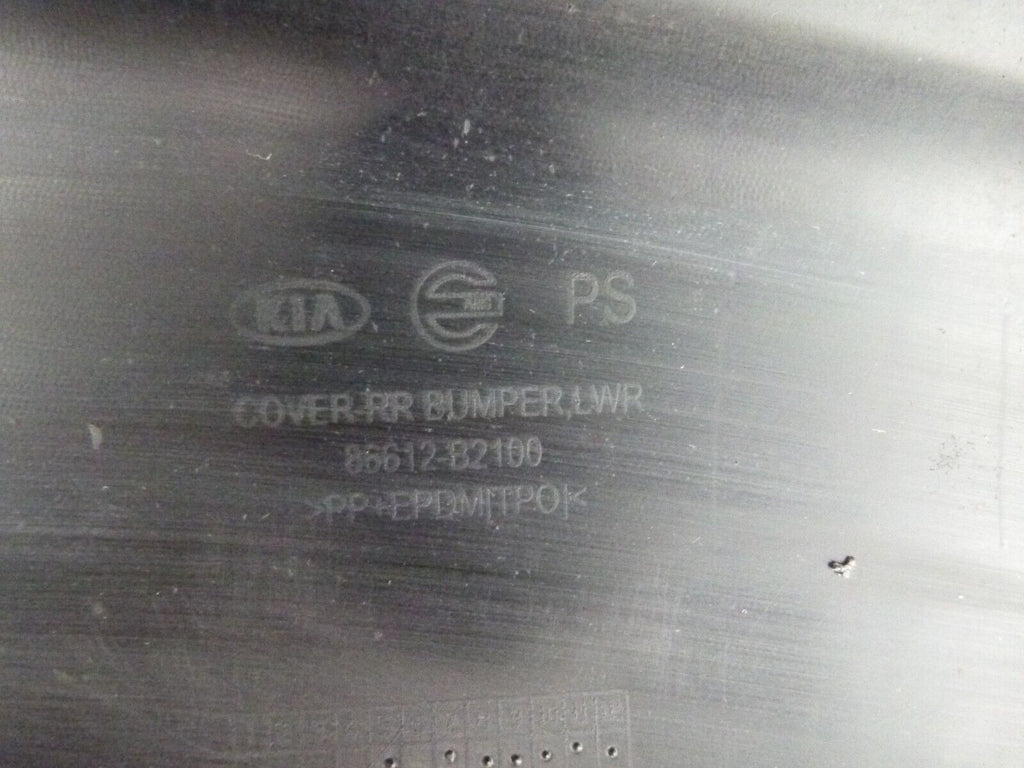 KIA PS
COVER-RR BUMPER,LWR
86612-B2100
>PP+EPDM[TPO]<